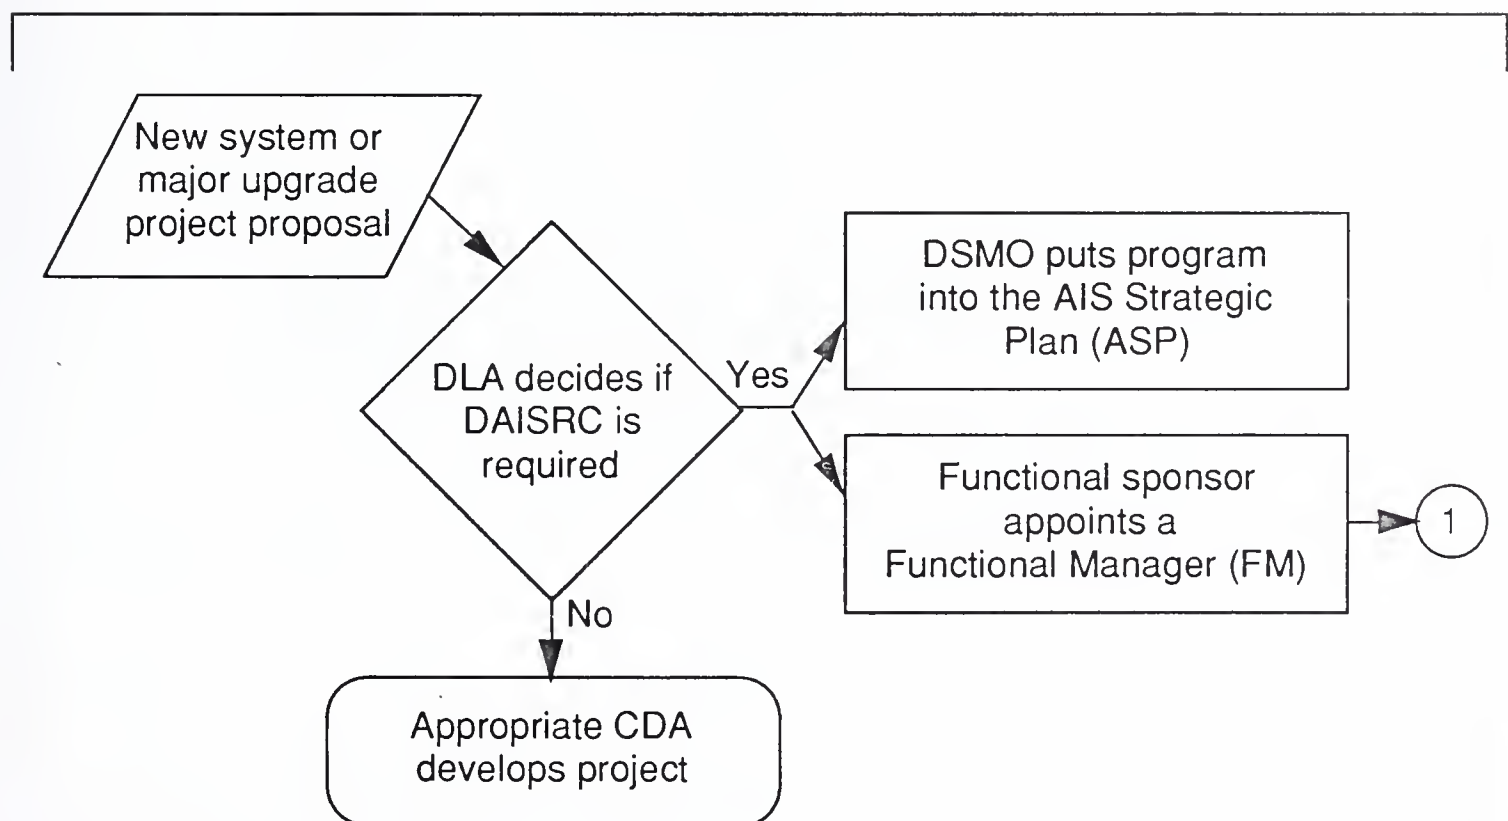 New system or
major upgrade
project proposal
DLA decides if
DAISRC is
required
Yes
DSMO puts program
into the AIS Strategic
Plan (ASP)
Functional sponsor
appoints a
Functional Manager (FM)
1
No
Appropriate CDA
develops project